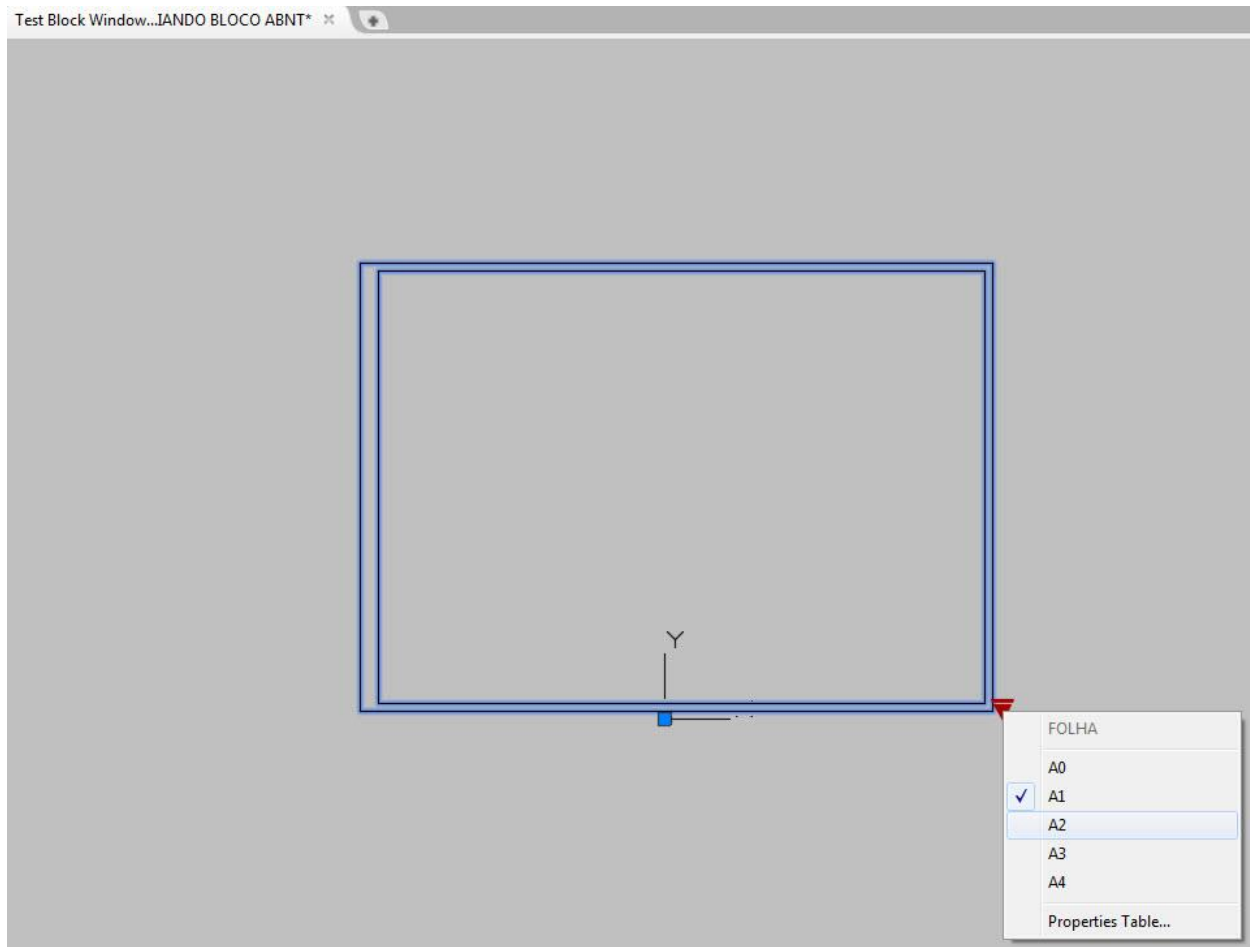 Test Block Window...IANDO BLOCO ABNT*
Y
FOLHA
A0
A1
A2
A3
A4
Properties Table...